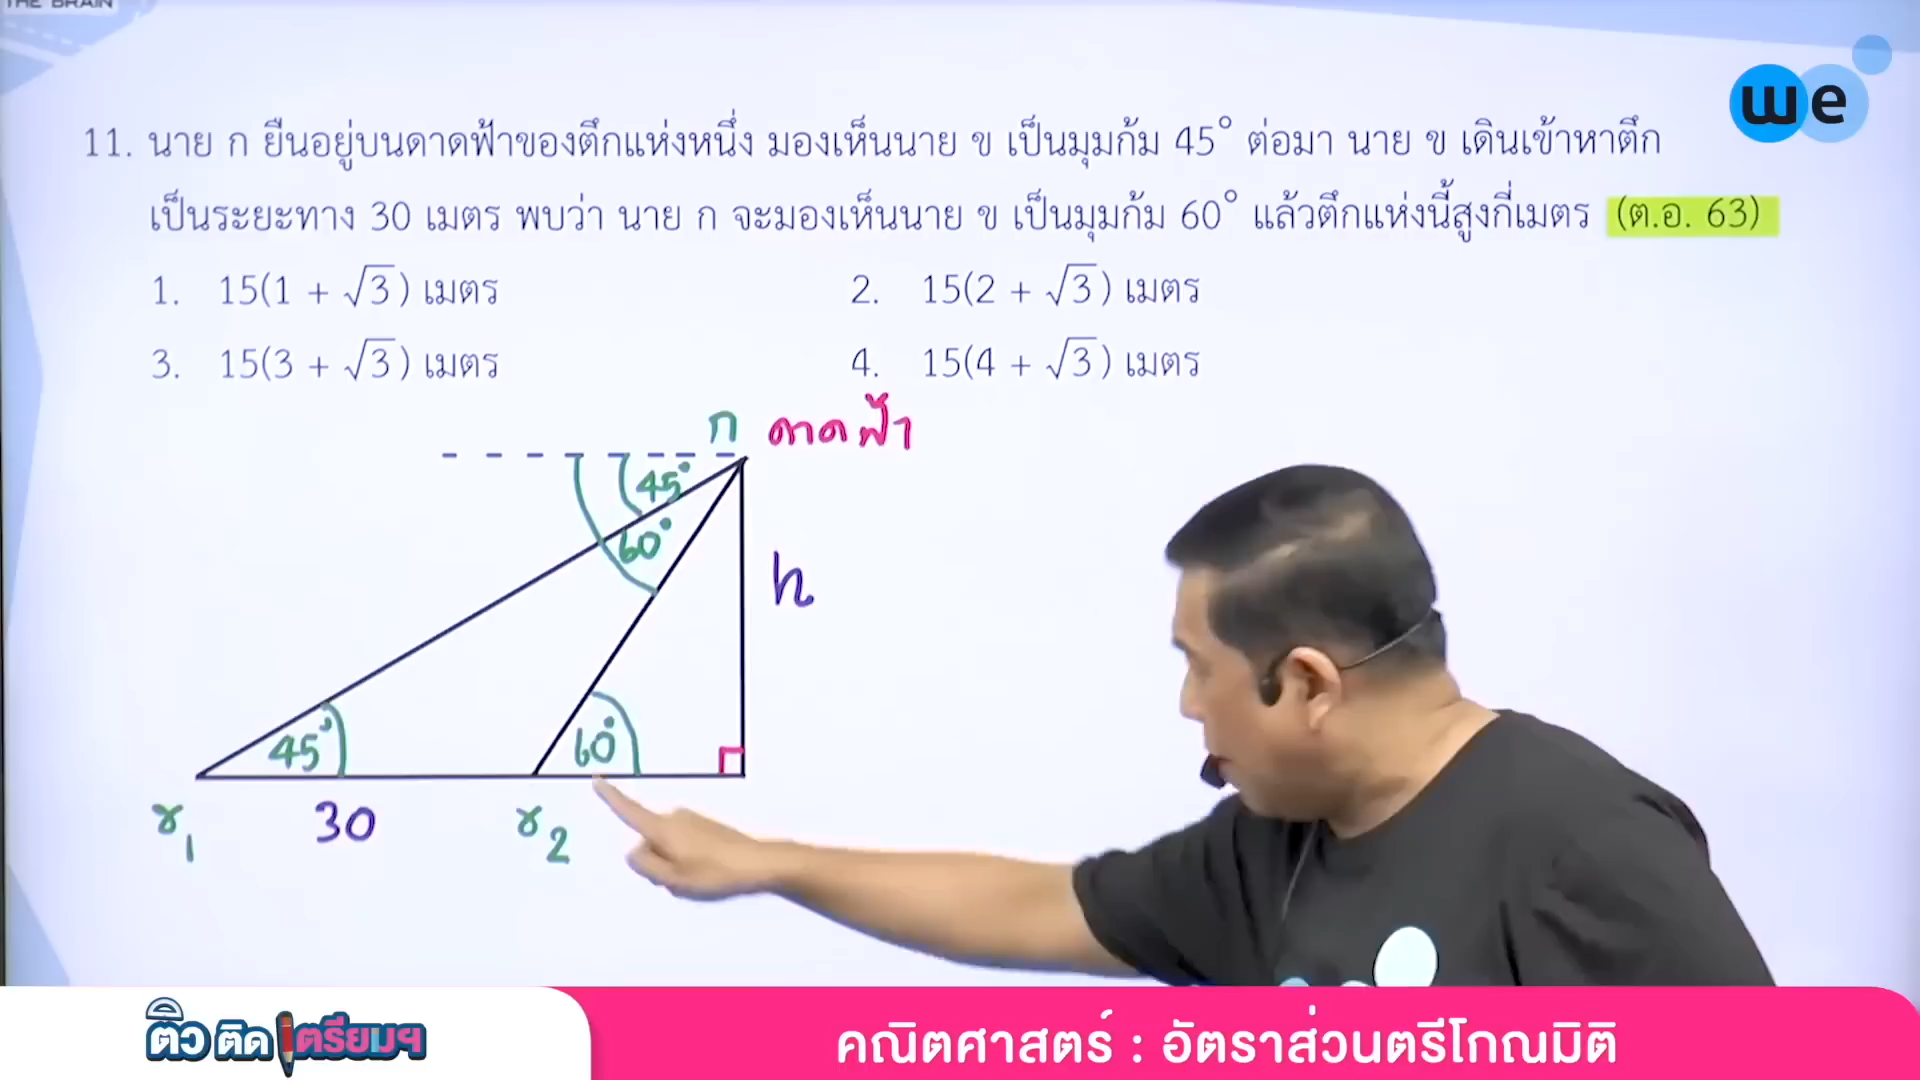 THE BRAIN
we
11. นาย ก ยืนอยู่บนดาดฟ้าของตึกแห่งหนึ่ง มองเห็นนาย ข เป็นมุมก้ม 45° ต่อมา นาย ข เดินเข้าหาตึก
เป็นระยะทาง 30 เมตร พบว่า นาย ก จะมองเห็นนาย ข เป็นมุมก้ม 60° แล้วตึกแห่งนี้สูงกี่เมตร (ต.อ. 63)
1. 15(1 + √3) เมตร 2. 15(2 + √3) เมตร
3. 15(3 + √3) เมตร 4. 15(4 + √3) เมตร
ก ดาดฟ้า
45°
60°
h
45° 60°
ข1 30 ข2
ติว ติด เตรียมฯ
คณิตศาสตร์ : อัตราส่วนตรีโกณมิติ